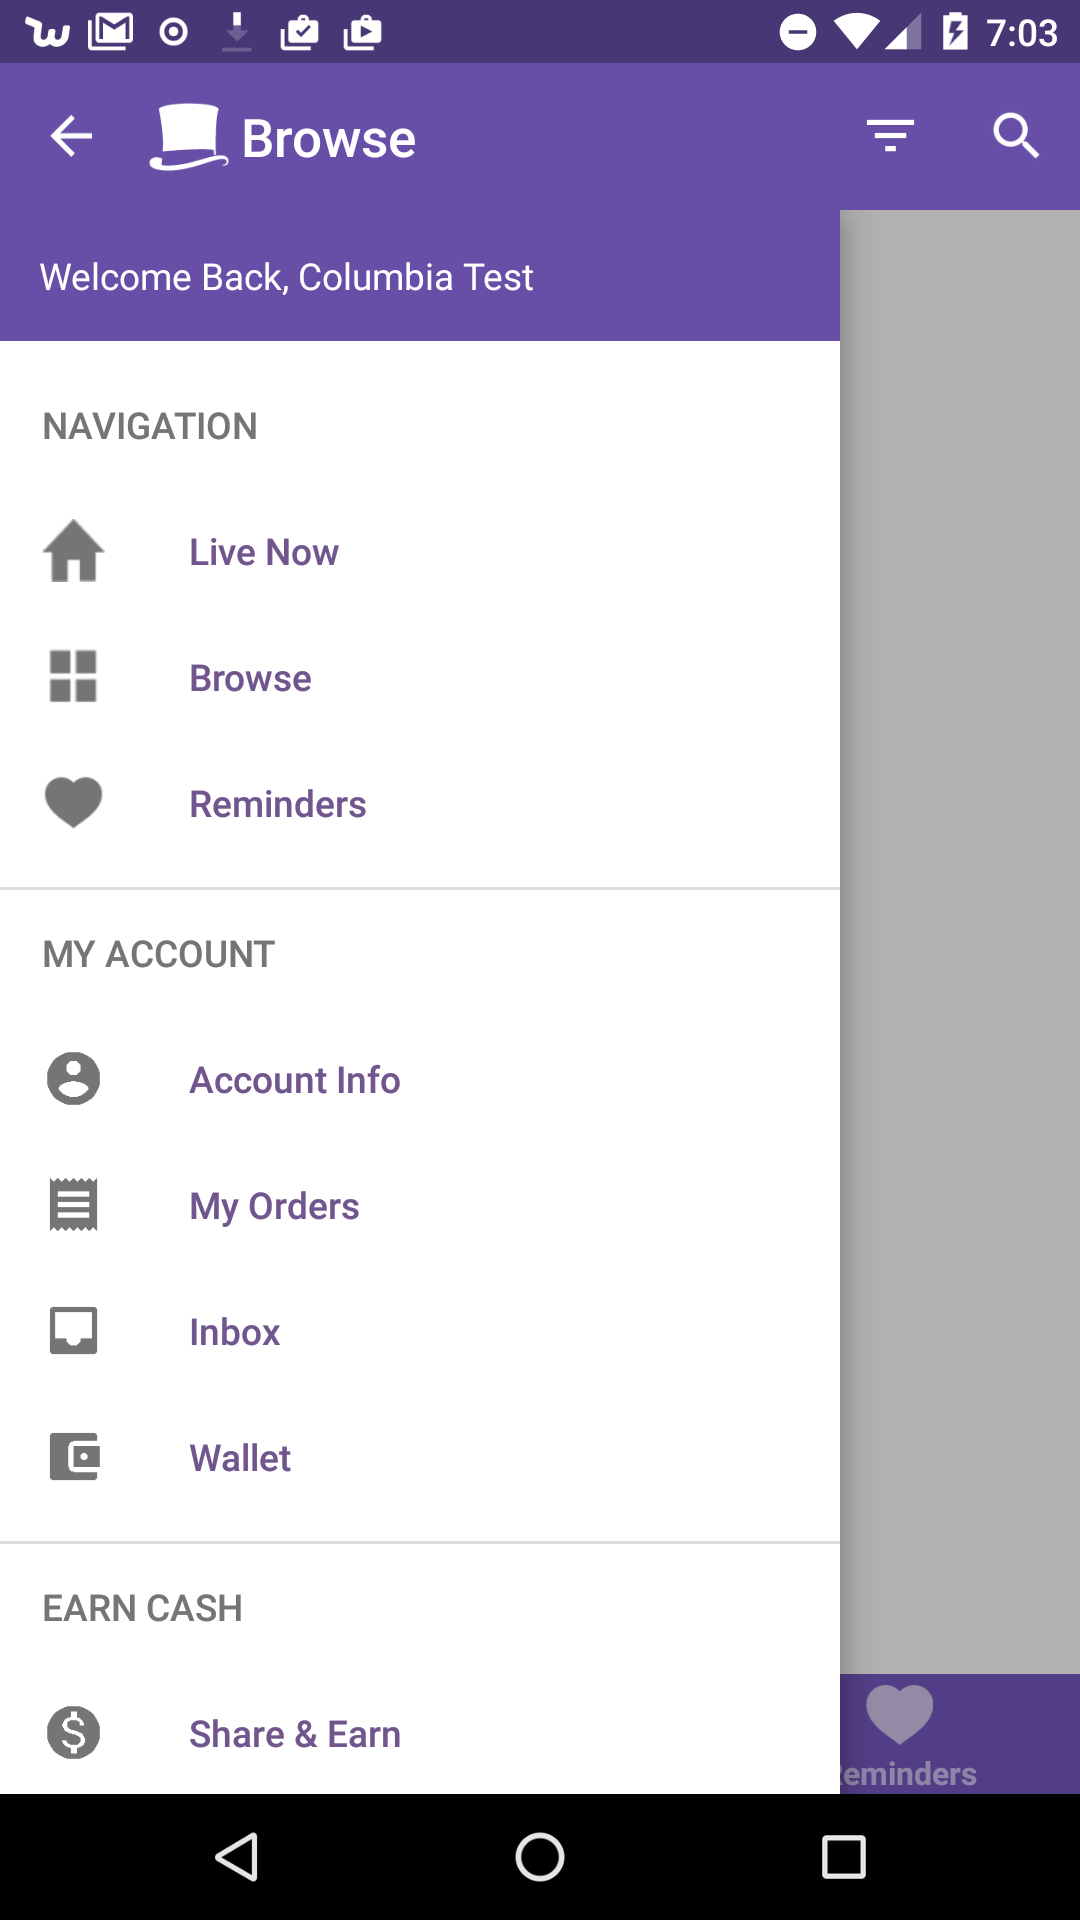 7:03
Browse
Welcome Back, Columbia Test
NAVIGATION
Live Now
Browse
Reminders
MY ACCOUNT
Account Info
My Orders
Inbox
Wallet
EARN CASH
Share & Earn
eminders